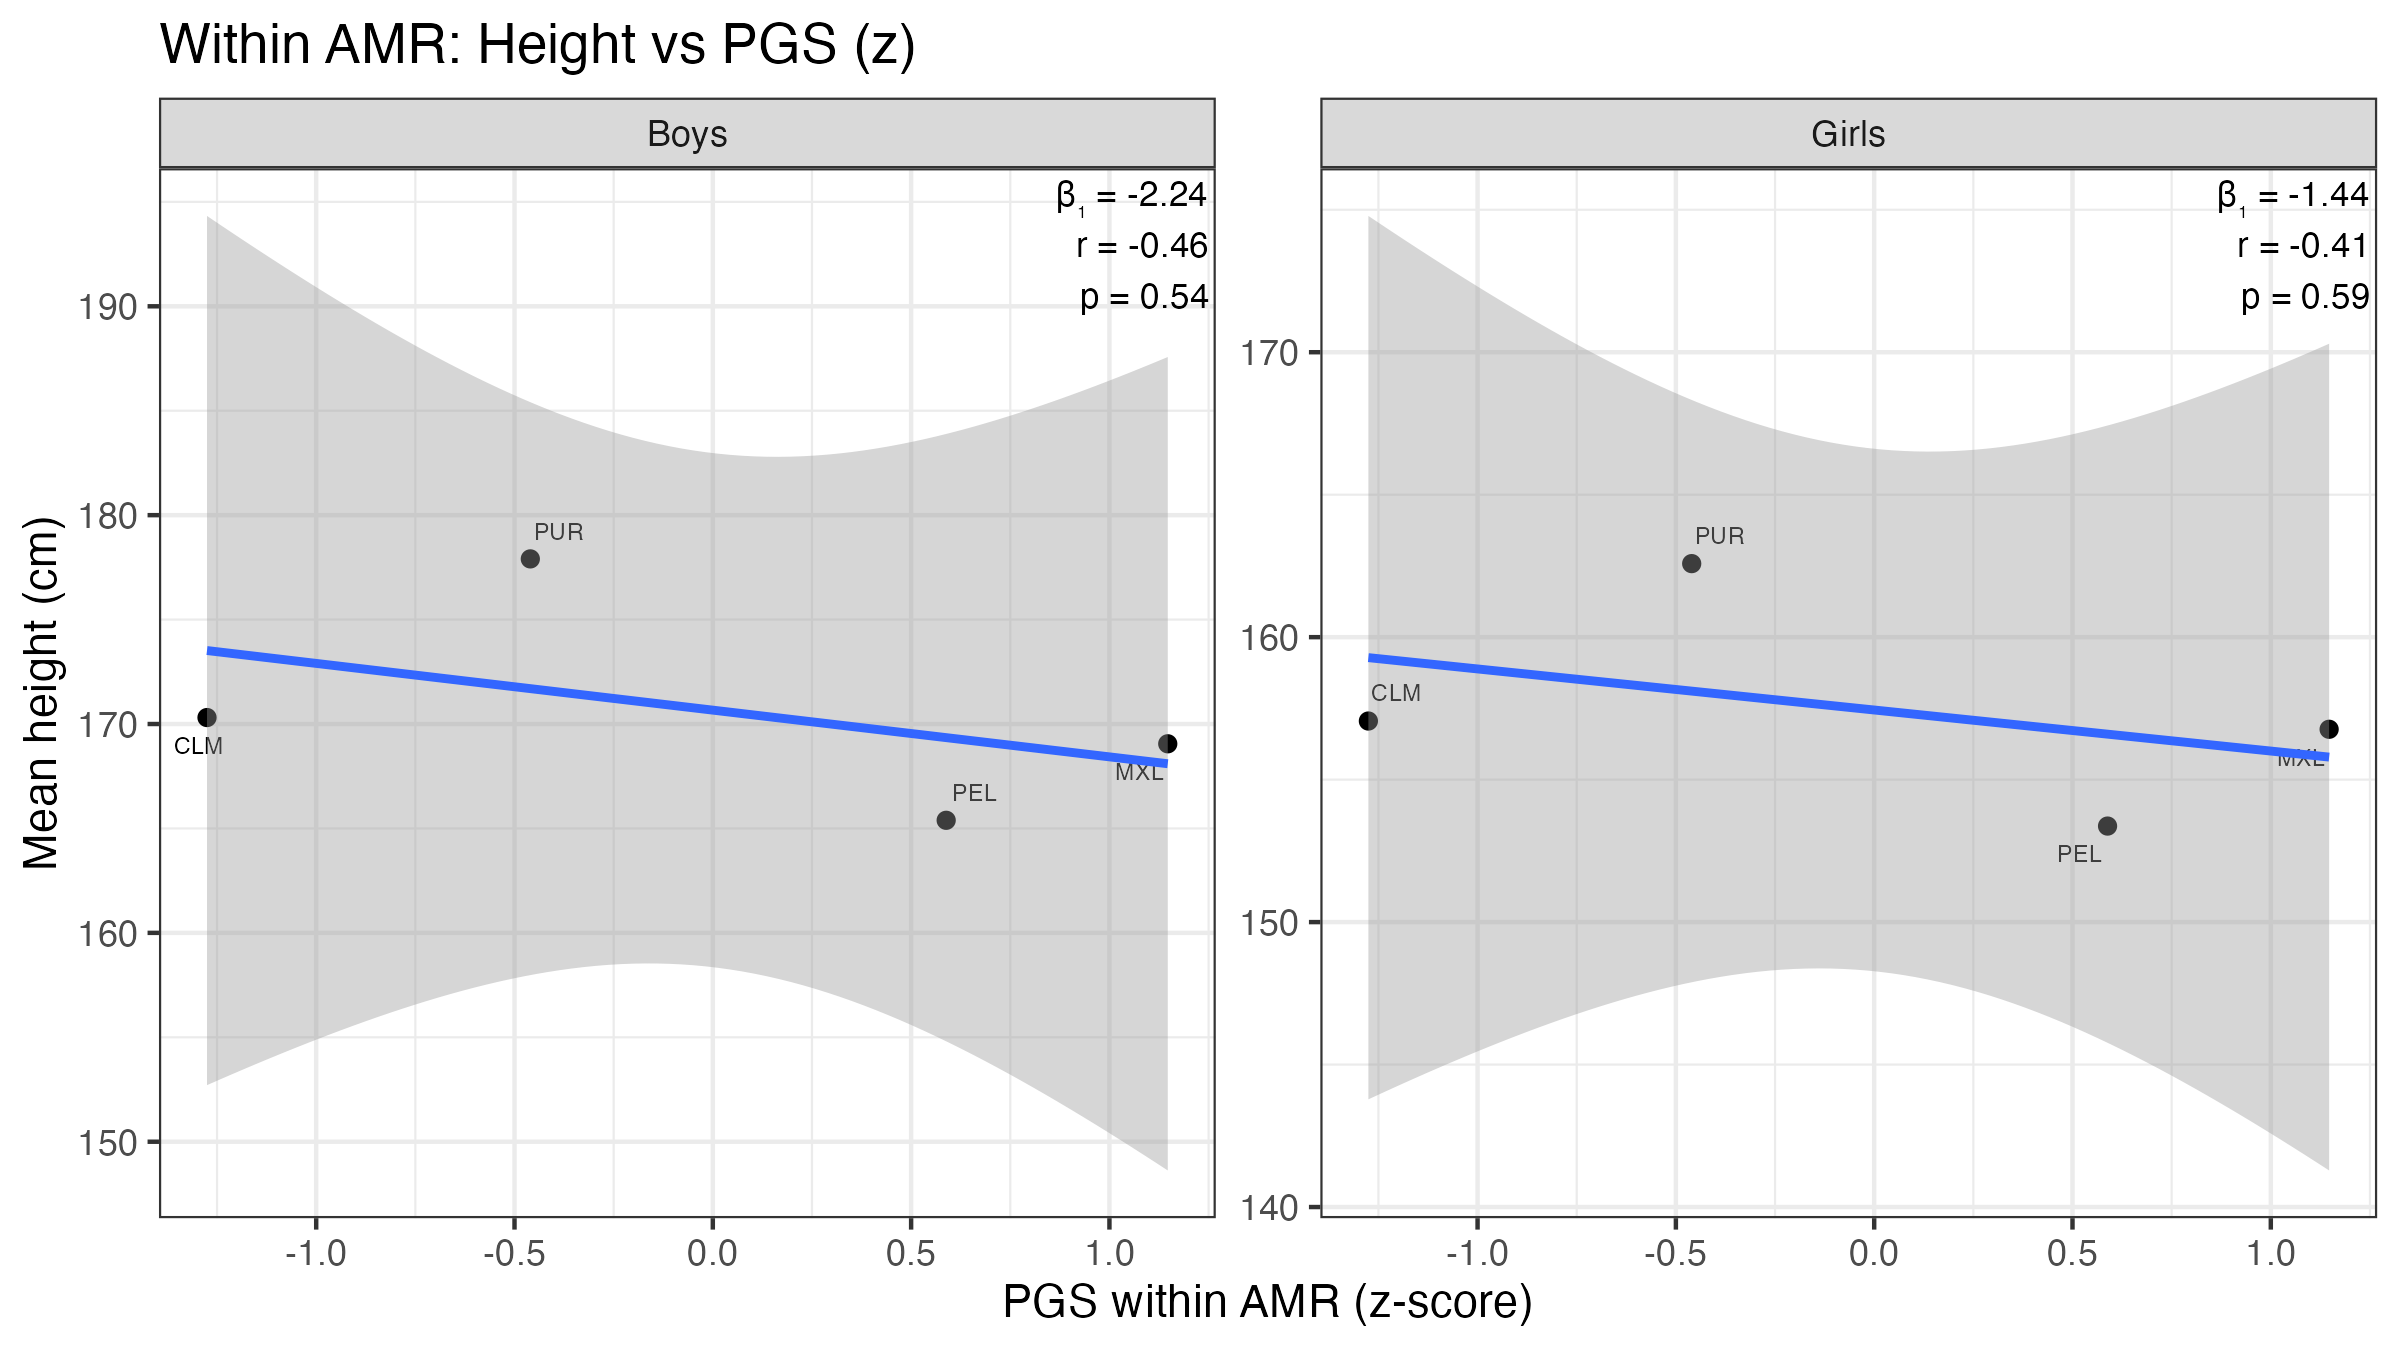 Within AMR: Height vs PGS (z)
Boys
Girls
β₁ = -2.24
r = -0.46
p = 0.54
β₁ = -1.44
r = -0.41
p = 0.59
Mean height (cm)
190
180
170
160
150
170
160
150
140
PUR
CLM
MXL
PEL
PUR
CLM
MXL
PEL
-1.0 -0.5 0.0 0.5 1.0
-1.0 -0.5 0.0 0.5 1.0
PGS within AMR (z-score)